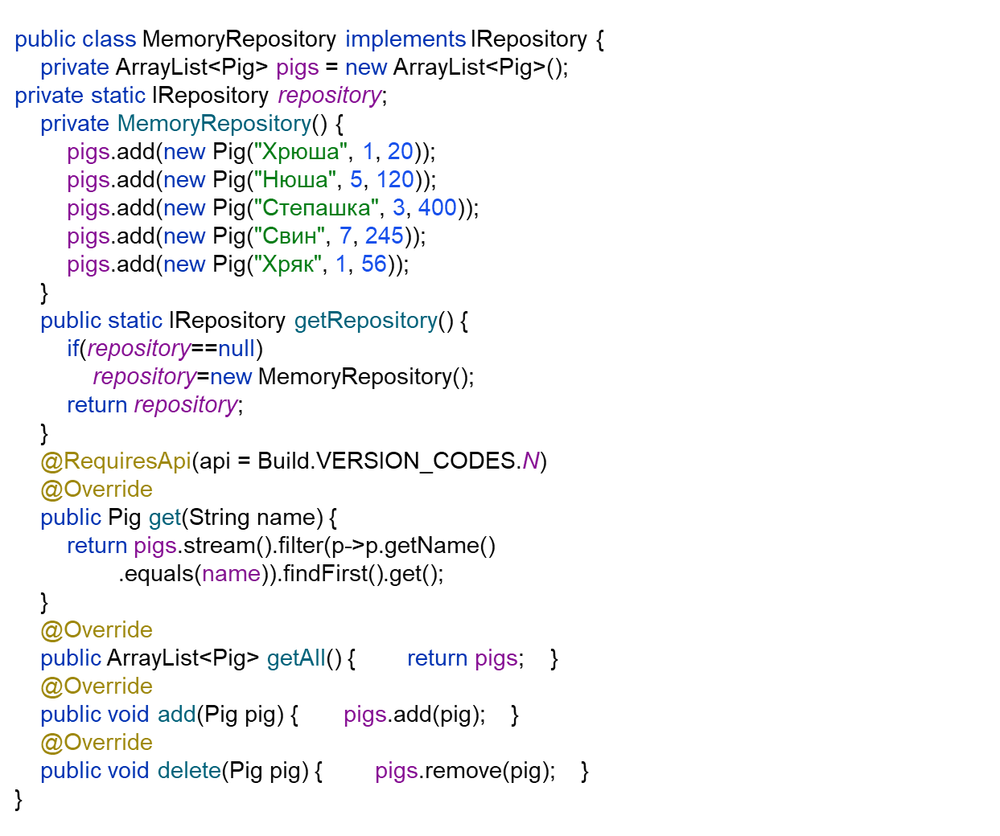 public class MemoryRepository implements IRepository {
private ArrayList<Pig> pigs = new ArrayList<Pig>();
private static IRepository repository;
private MemoryRepository() {
pigs.add(new Pig("Хрюша", 1, 20));
pigs.add(new Pig("Нюша", 5, 120));
pigs.add(new Pig("Степашка", 3, 400));
pigs.add(new Pig("Свин", 7, 245));
pigs.add(new Pig("Хряк", 1, 56));
}
public static IRepository getRepository() {
if(repository==null)
repository=new MemoryRepository();
return repository;
}
@RequiresApi(api = Build.VERSION_CODES.N)
@Override
public Pig get(String name) {
return pigs.stream().filter(p->p.getName()
.equals(name)).findFirst().get();
}
@Override
public ArrayList<Pig> getAll() { return pigs; }
@Override
public void add(Pig pig) { pigs.add(pig); }
@Override
public void delete(Pig pig) { pigs.remove(pig); }
}